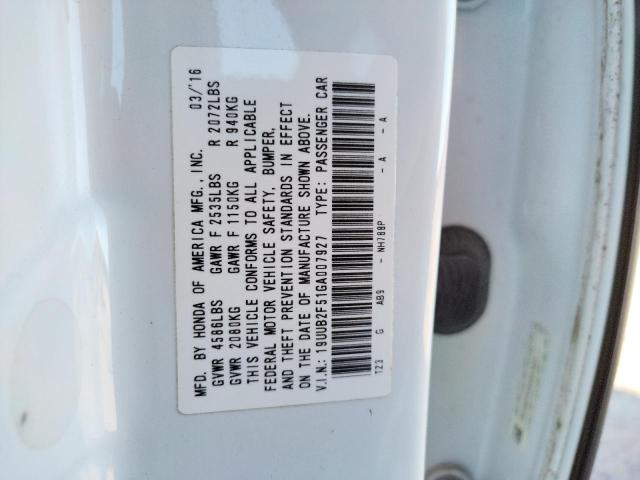 MFD. BY HONDA OF AMERICA MFG., INC. 03/'16
GVWR 4586LBS GAWR F 2535LBS R 2072LBS
GVWR 2080KG GAWR F 1150KG R 940KG
THIS VEHICLE CONFORMS TO ALL APPLICABLE
FEDERAL MOTOR VEHICLE SAFETY, BUMPER,
AND THEFT PREVENTION STANDARDS IN EFFECT
ON THE DATE OF MANUFACTURE SHOWN ABOVE.
V.I.N.: 19UUB2F51GA007927 TYPE: PASSENGER CAR
TZ3 G AB9 - NH788P - A - A